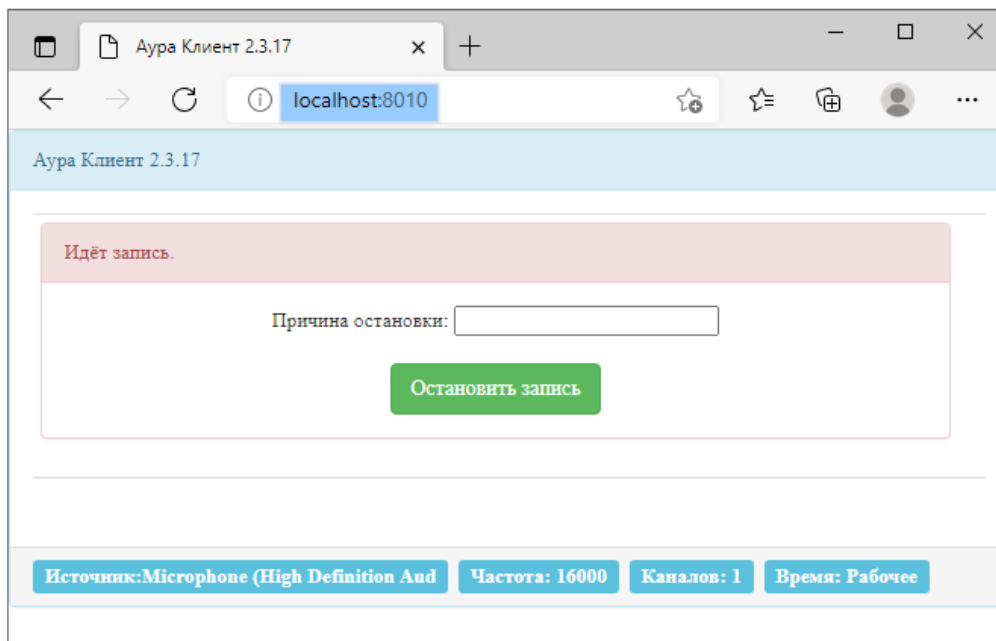 Аура Клиент 2.3.17
localhost:8010
Аура Клиент 2.3.17
Идёт запись.
Причина остановки:
Остановить запись
Источник:Microphone (High Definition Aud Частота: 16000 Каналов: 1 Время: Рабочее